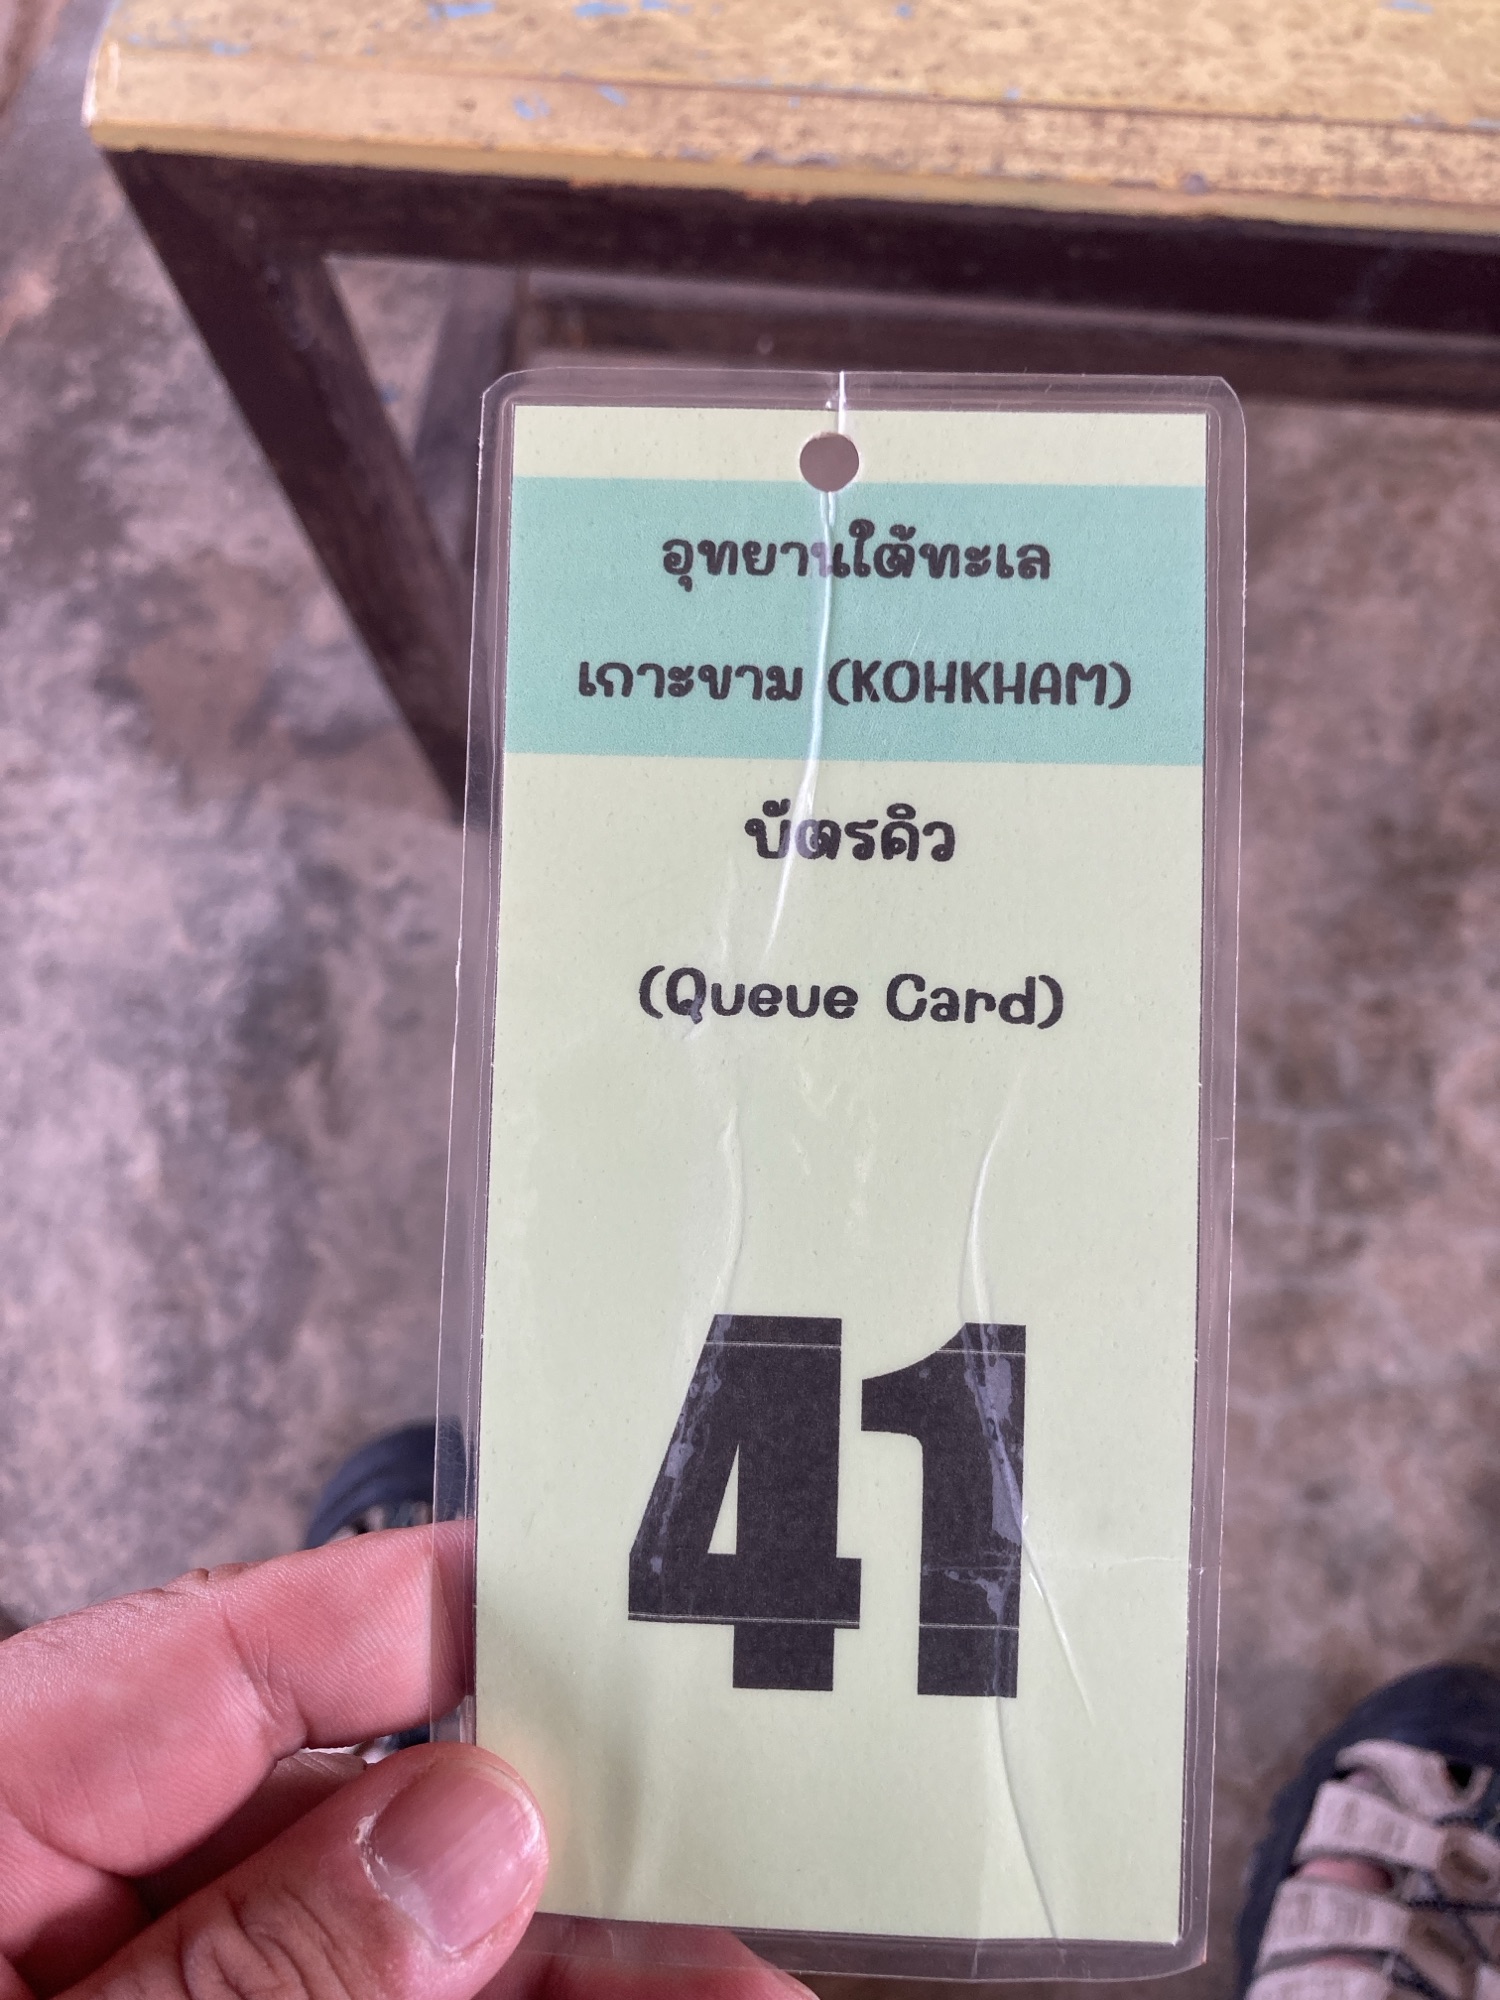 อุทยานใต้ทะเล
เกาะขาม (KOHKHAM)
บัตรคิว
(Queue Card)
41